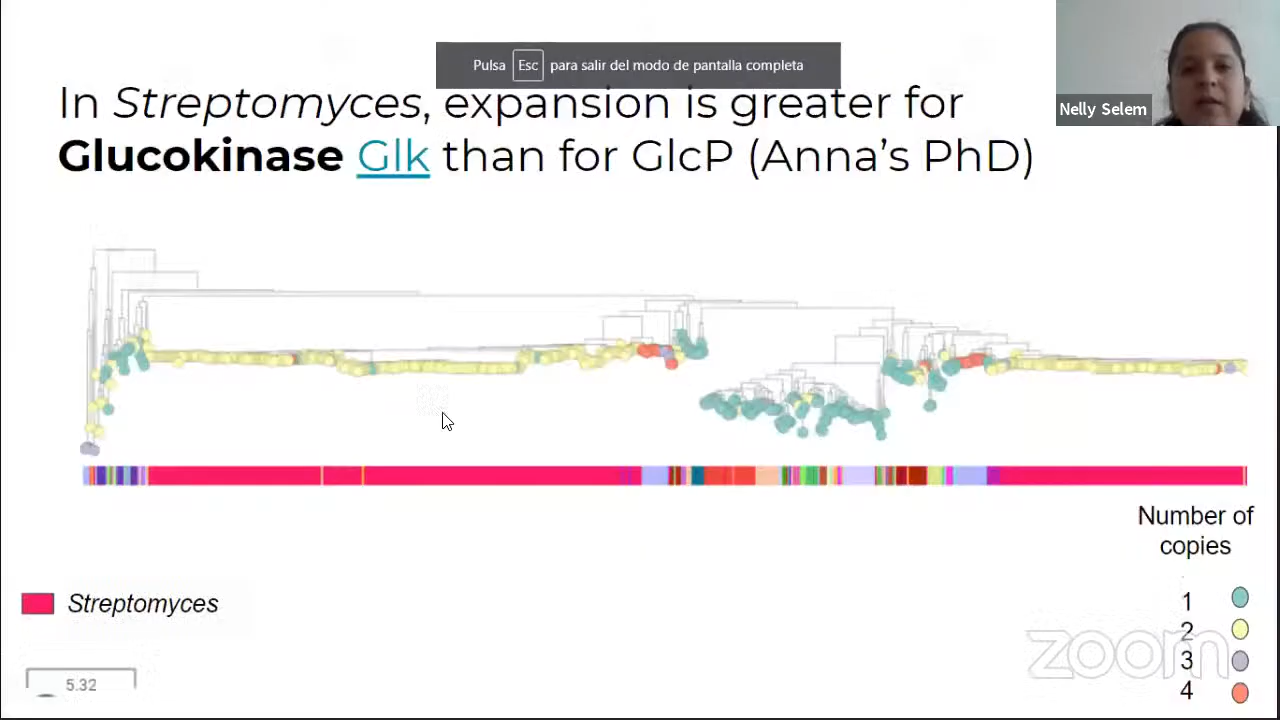 Pulsa Esc para salir del modo de pantalla completa
Nelly Selem
In Streptomyces, expansion is greater for
Glucokinase Glk than for GlcP (Anna's PhD)
Number of
copies
1
2
3
4
Streptomyces
zoom
5.32